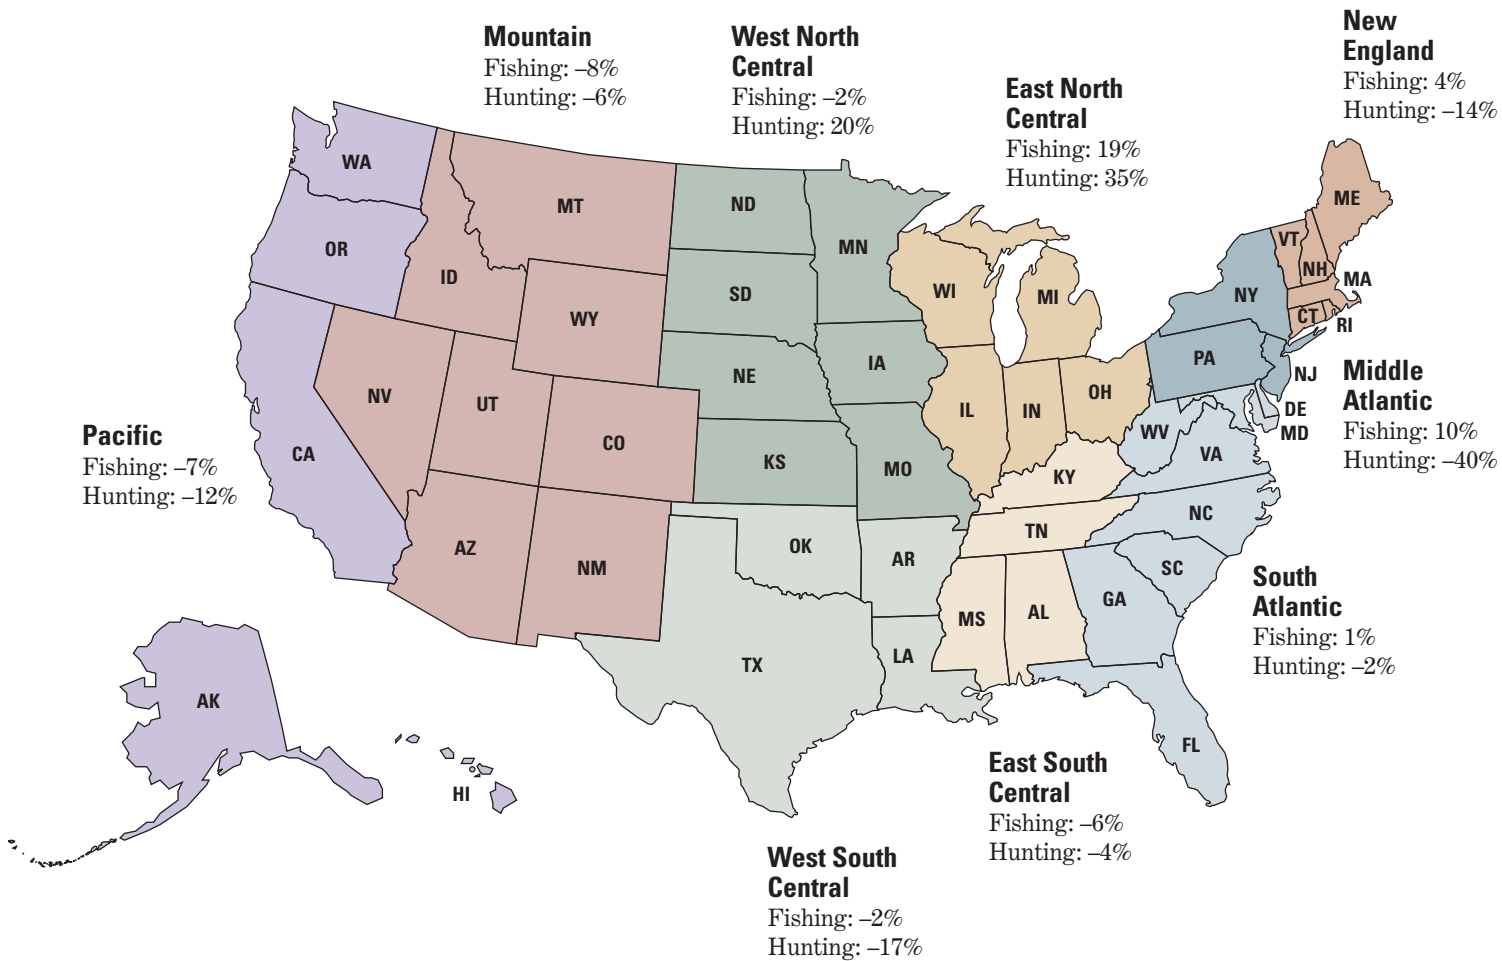 Mountain
Fishing: –8%
Hunting: –6%
West North
Central
Fishing: –2%
Hunting: 20%
East North
Central
Fishing: 19%
Hunting: 35%
New
England
Fishing: 4%
Hunting: –14%
Pacific
Fishing: –7%
Hunting: –12%
Middle
Atlantic
Fishing: 10%
Hunting: –40%
South
Atlantic
Fishing: 1%
Hunting: –2%
East South
Central
Fishing: –6%
Hunting: –4%
West South
Central
Fishing: –2%
Hunting: –17%
WA
OR
CA
AK
HI
MT
ID
WY
NV
UT
CO
AZ
NM
ND
SD
NE
KS
MN
IA
MO
WI
MI
IL
IN
OH
OK
AR
TX
LA
KY
TN
MS
AL
WV
VA
NC
SC
GA
FL
DE
MD
NY
PA
NJ
ME
VT
NH
MA
CT
RI